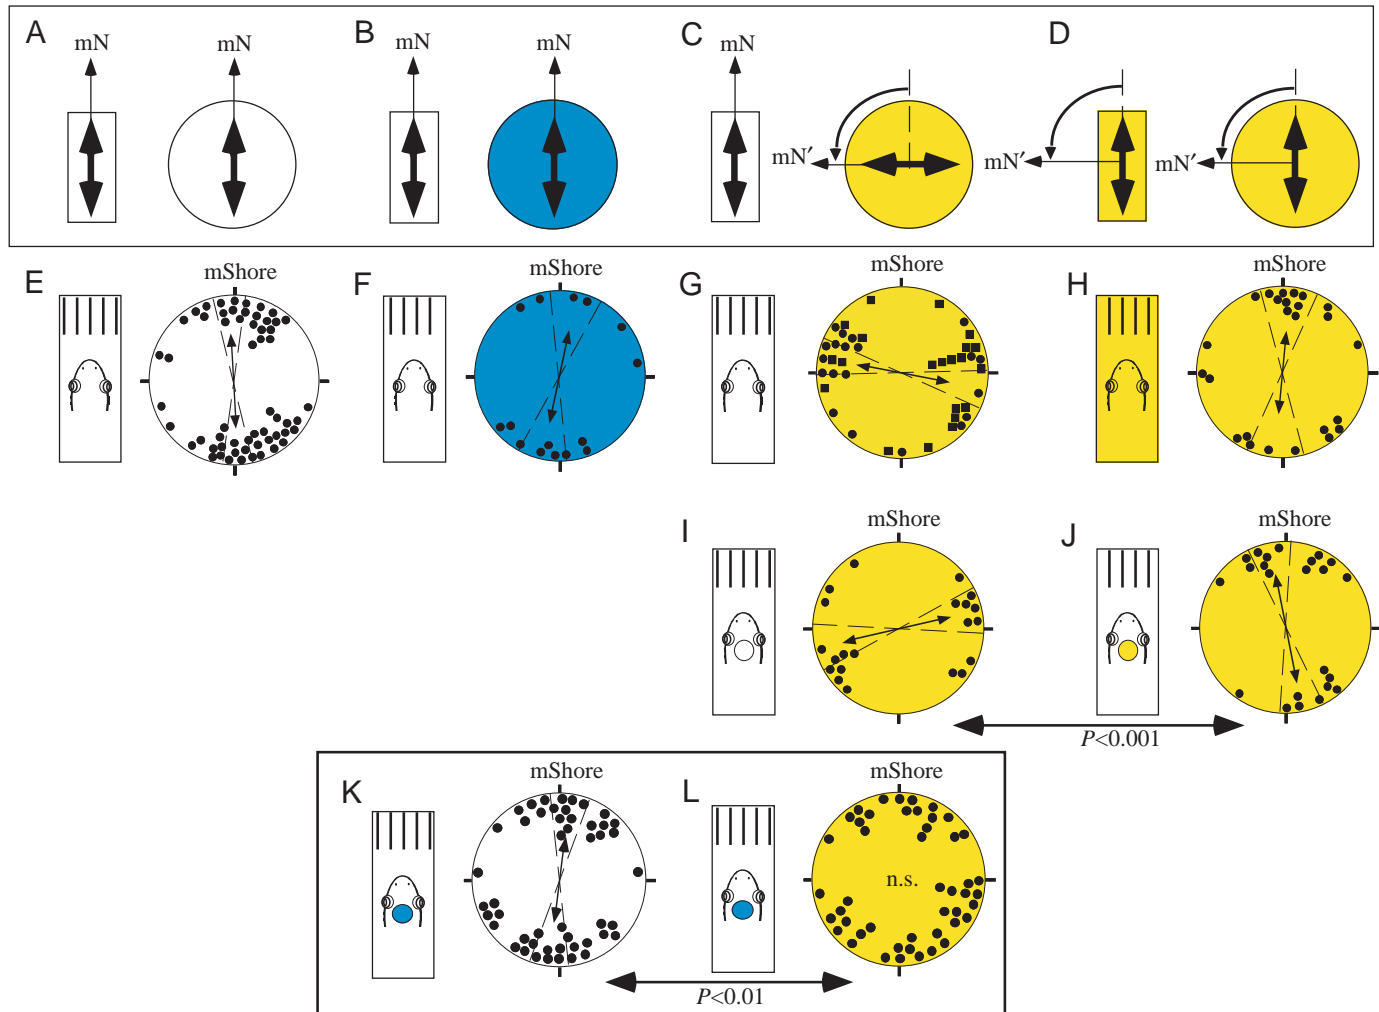 A
mN
mN
B
mN
mN
C
mN
mN′
D
mN′
mN′
E
mShore
F
mShore
G
mShore
H
mShore
I
mShore
J
mShore
P<0.001
K
mShore
L
mShore
n.s.
P<0.01